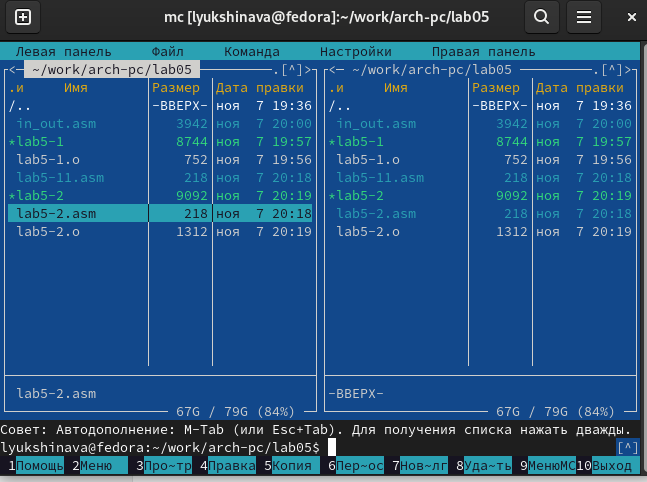 mc [lyukshinava@fedora]:~/work/arch-pc/lab05
Левая панель Файл Команда Настройки Правая панель
<— ~/work/arch-pc/lab05 .[^]> <— ~/work/arch-pc/lab05 .[^]>
.и Имя Размер Дата правки .и Имя Размер Дата правки
/.. -ВВЕРХ- ноя 7 19:36 /.. -ВВЕРХ- ноя 7 19:36
in_out.asm 3942 ноя 7 20:00 in_out.asm 3942 ноя 7 20:00
*lab5-1 8744 ноя 7 19:57 *lab5-1 8744 ноя 7 19:57
lab5-1.o 752 ноя 7 19:56 lab5-1.o 752 ноя 7 19:56
lab5-11.asm 218 ноя 7 20:18 lab5-11.asm 218 ноя 7 20:18
*lab5-2 9092 ноя 7 20:19 *lab5-2 9092 ноя 7 20:19
lab5-2.asm 218 ноя 7 20:18 lab5-2.asm 218 ноя 7 20:18
lab5-2.o 1312 ноя 7 20:19 lab5-2.o 1312 ноя 7 20:19
lab5-2.asm -ВВЕРХ-
67G / 79G (84%) 67G / 79G (84%)
Совет: Автодополнение: M-Tab (или Esc+Tab). Для получения списка нажать дважды.
lyukshinava@fedora:~/work/arch-pc/lab05$ [^]
1Помощь 2Меню 3Про~тр 4Правка 5Копия 6Пер~ос 7Нов~лг 8Уда~ть 9МенюMC 10Выход